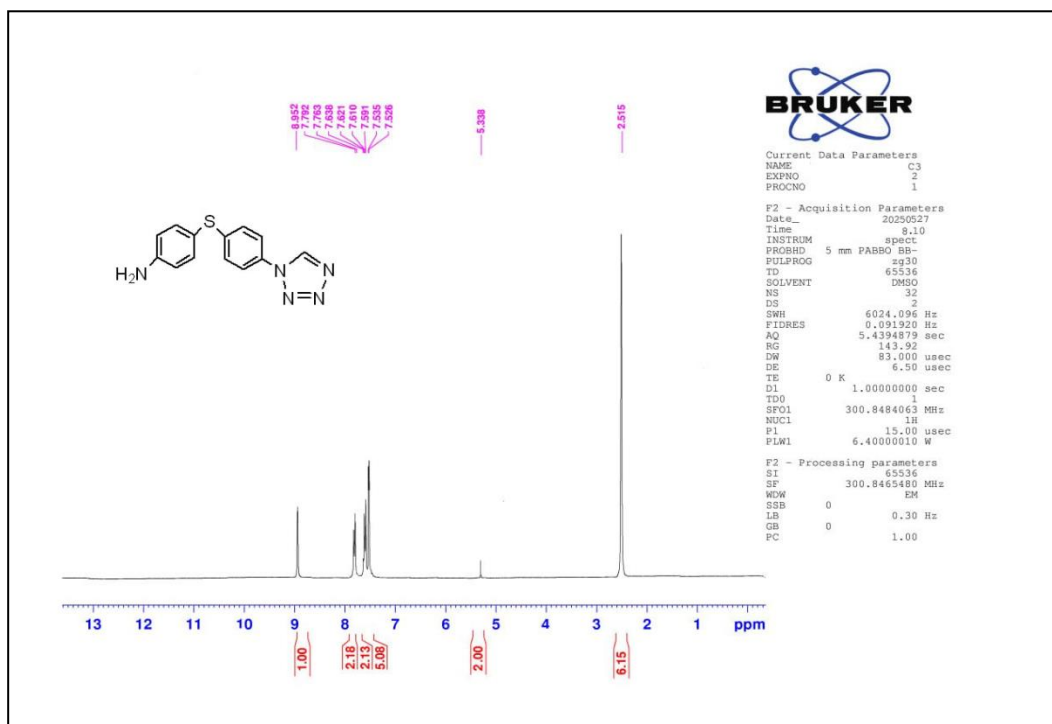 8.952
7.792
7.763
7.638
7.621
7.610
7.591
7.535
7.526
5.338
2.515
BRUKER
Current Data Parameters
NAME C3
EXPNO 2
PROCNO 1
F2 - Acquisition Parameters
Date_ 20250527
Time 8.10
INSTRUM spect
PROBHD 5 mm PABBO BB-
PULPROG zg30
TD 65536
SOLVENT DMSO
NS 32
DS 2
SWH 6024.096 Hz
FIDRES 0.091920 Hz
AQ 5.4394879 sec
RG 143.92
DW 83.000 usec
DE 6.50 usec
TE 0 K
D1 1.00000000 sec
TD0 1
SFO1 300.8484063 MHz
NUC1 1H
P1 15.00 usec
PLW1 6.40000010 W
F2 - Processing parameters
SI 65536
SF 300.8465480 MHz
WDW EM
SSB 0
LB 0.30 Hz
GB 0
PC 1.00
S
H2N
N N
N=N
13 12 11 10 9 8 7 6 5 4 3 2 1 ppm
1.00
2.18
2.13
5.08
2.00
6.15